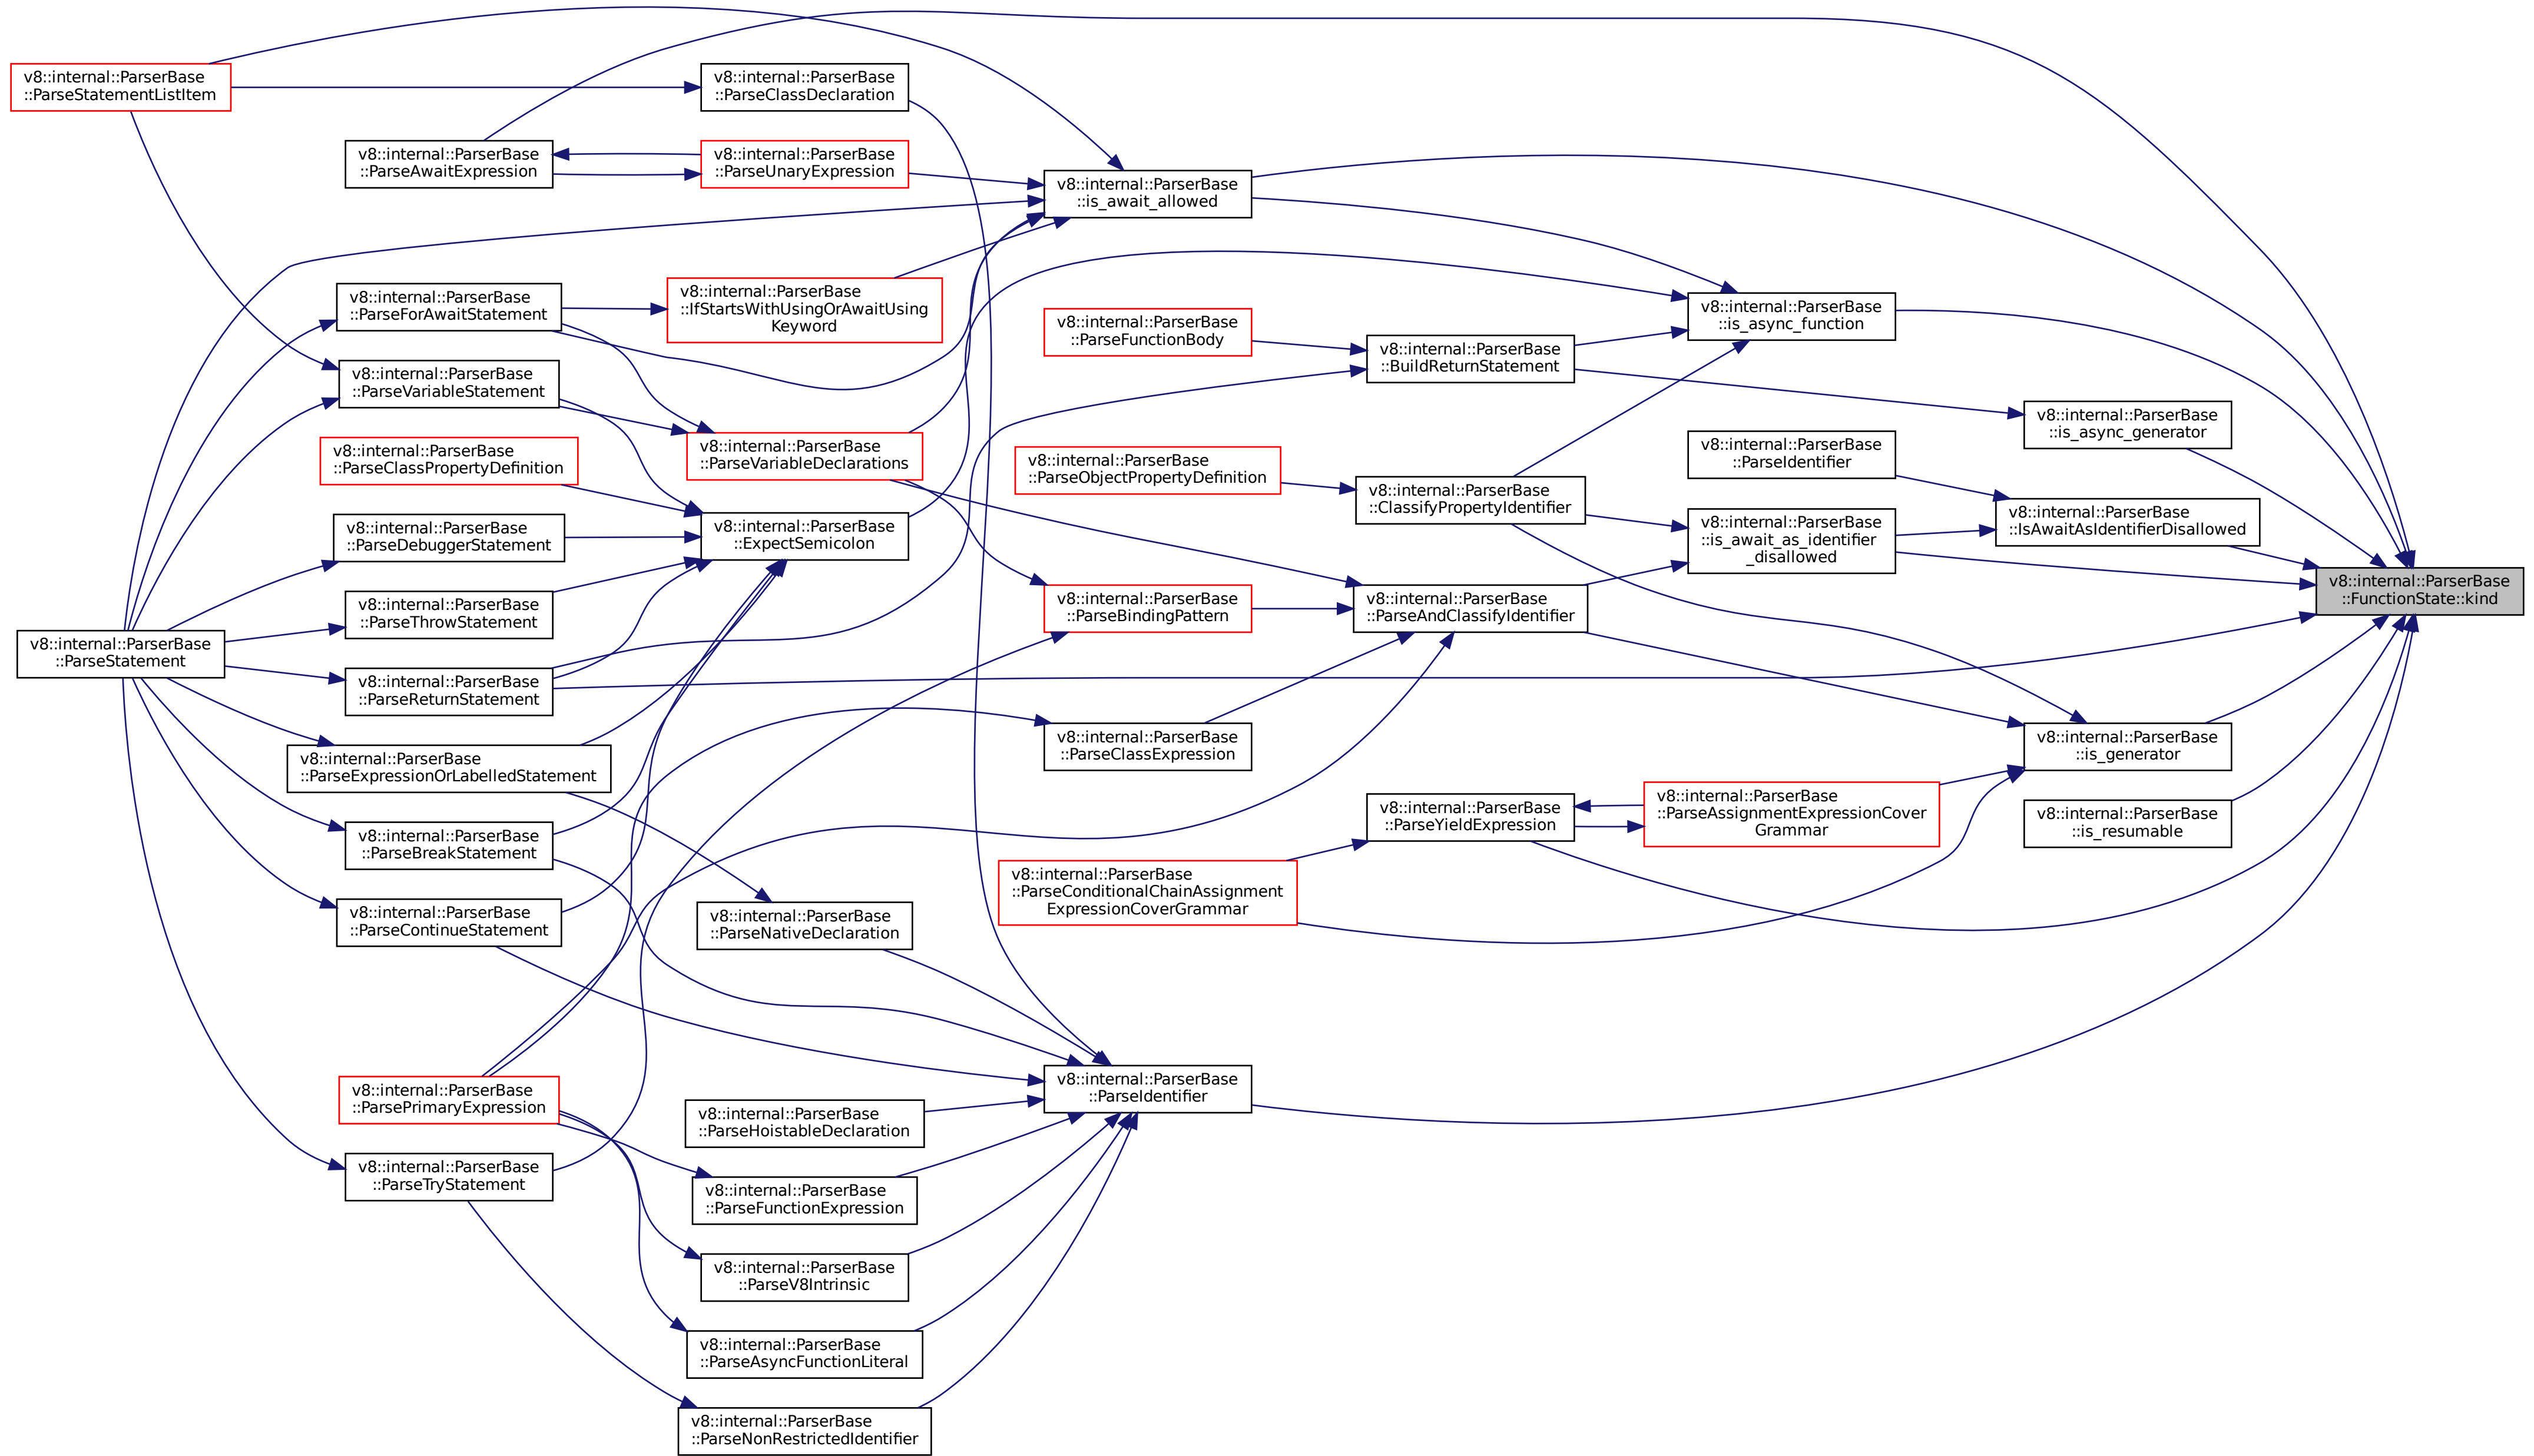 v8::internal::ParserBase
::ParseStatementListItem
v8::internal::ParserBase
::ParseClassDeclaration
v8::internal::ParserBase
::ParseAwaitExpression
v8::internal::ParserBase
::ParseUnaryExpression
v8::internal::ParserBase
::is_await_allowed
v8::internal::ParserBase
::ParseForAwaitStatement
v8::internal::ParserBase
::IfStartsWithUsingOrAwaitUsing
Keyword
v8::internal::ParserBase
::ParseFunctionBody
v8::internal::ParserBase
::BuildReturnStatement
v8::internal::ParserBase
::is_async_function
v8::internal::ParserBase
::ParseVariableStatement
v8::internal::ParserBase
::is_async_generator
v8::internal::ParserBase
::ParseClassPropertyDefinition
v8::internal::ParserBase
::ParseVariableDeclarations
v8::internal::ParserBase
::ParseObjectPropertyDefinition
v8::internal::ParserBase
::ParseIdentifier
v8::internal::ParserBase
::ClassifyPropertyIdentifier
v8::internal::ParserBase
::ParseDebuggerStatement
v8::internal::ParserBase
::ExpectSemicolon
v8::internal::ParserBase
::is_await_as_identifier
_disallowed
v8::internal::ParserBase
::IsAwaitAsIdentifierDisallowed
v8::internal::ParserBase
::FunctionState::kind
v8::internal::ParserBase
::ParseThrowStatement
v8::internal::ParserBase
::ParseBindingPattern
v8::internal::ParserBase
::ParseAndClassifyIdentifier
v8::internal::ParserBase
::ParseStatement
v8::internal::ParserBase
::ParseReturnStatement
v8::internal::ParserBase
::ParseExpressionOrLabelledStatement
v8::internal::ParserBase
::ParseClassExpression
v8::internal::ParserBase
::is_generator
v8::internal::ParserBase
::ParseBreakStatement
v8::internal::ParserBase
::ParseYieldExpression
v8::internal::ParserBase
::ParseAssignmentExpressionCover
Grammar
v8::internal::ParserBase
::is_resumable
v8::internal::ParserBase
::ParseConditionalChainAssignment
ExpressionCoverGrammar
v8::internal::ParserBase
::ParseContinueStatement
v8::internal::ParserBase
::ParseNativeDeclaration
v8::internal::ParserBase
::ParsePrimaryExpression
v8::internal::ParserBase
::ParseIdentifier
v8::internal::ParserBase
::ParseHoistableDeclaration
v8::internal::ParserBase
::ParseTryStatement
v8::internal::ParserBase
::ParseFunctionExpression
v8::internal::ParserBase
::ParseV8Intrinsic
v8::internal::ParserBase
::ParseAsyncFunctionLiteral
v8::internal::ParserBase
::ParseNonRestrictedIdentifier